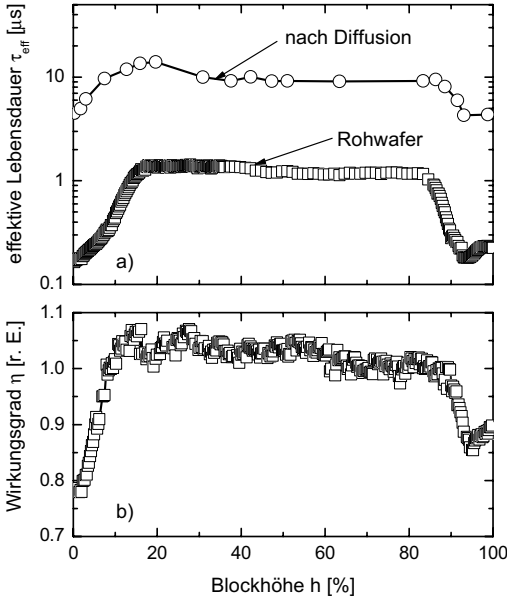 effektive Lebensdauer τeff [µs]
10
1
0.1
nach Diffusion
Rohwafer
a)
Wirkungsgrad η [r. E.]
1.1
1.0
0.9
0.8
0.7
b)
0 20 40 60 80 100
Blockhöhe h [%]